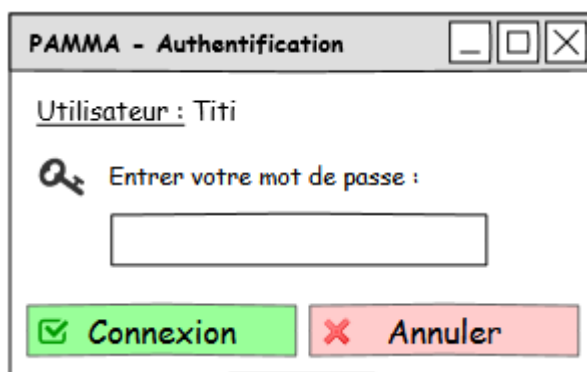 PAMMA - Authentification
Utilisateur : Titi
Entrer votre mot de passe :
Connexion
Annuler